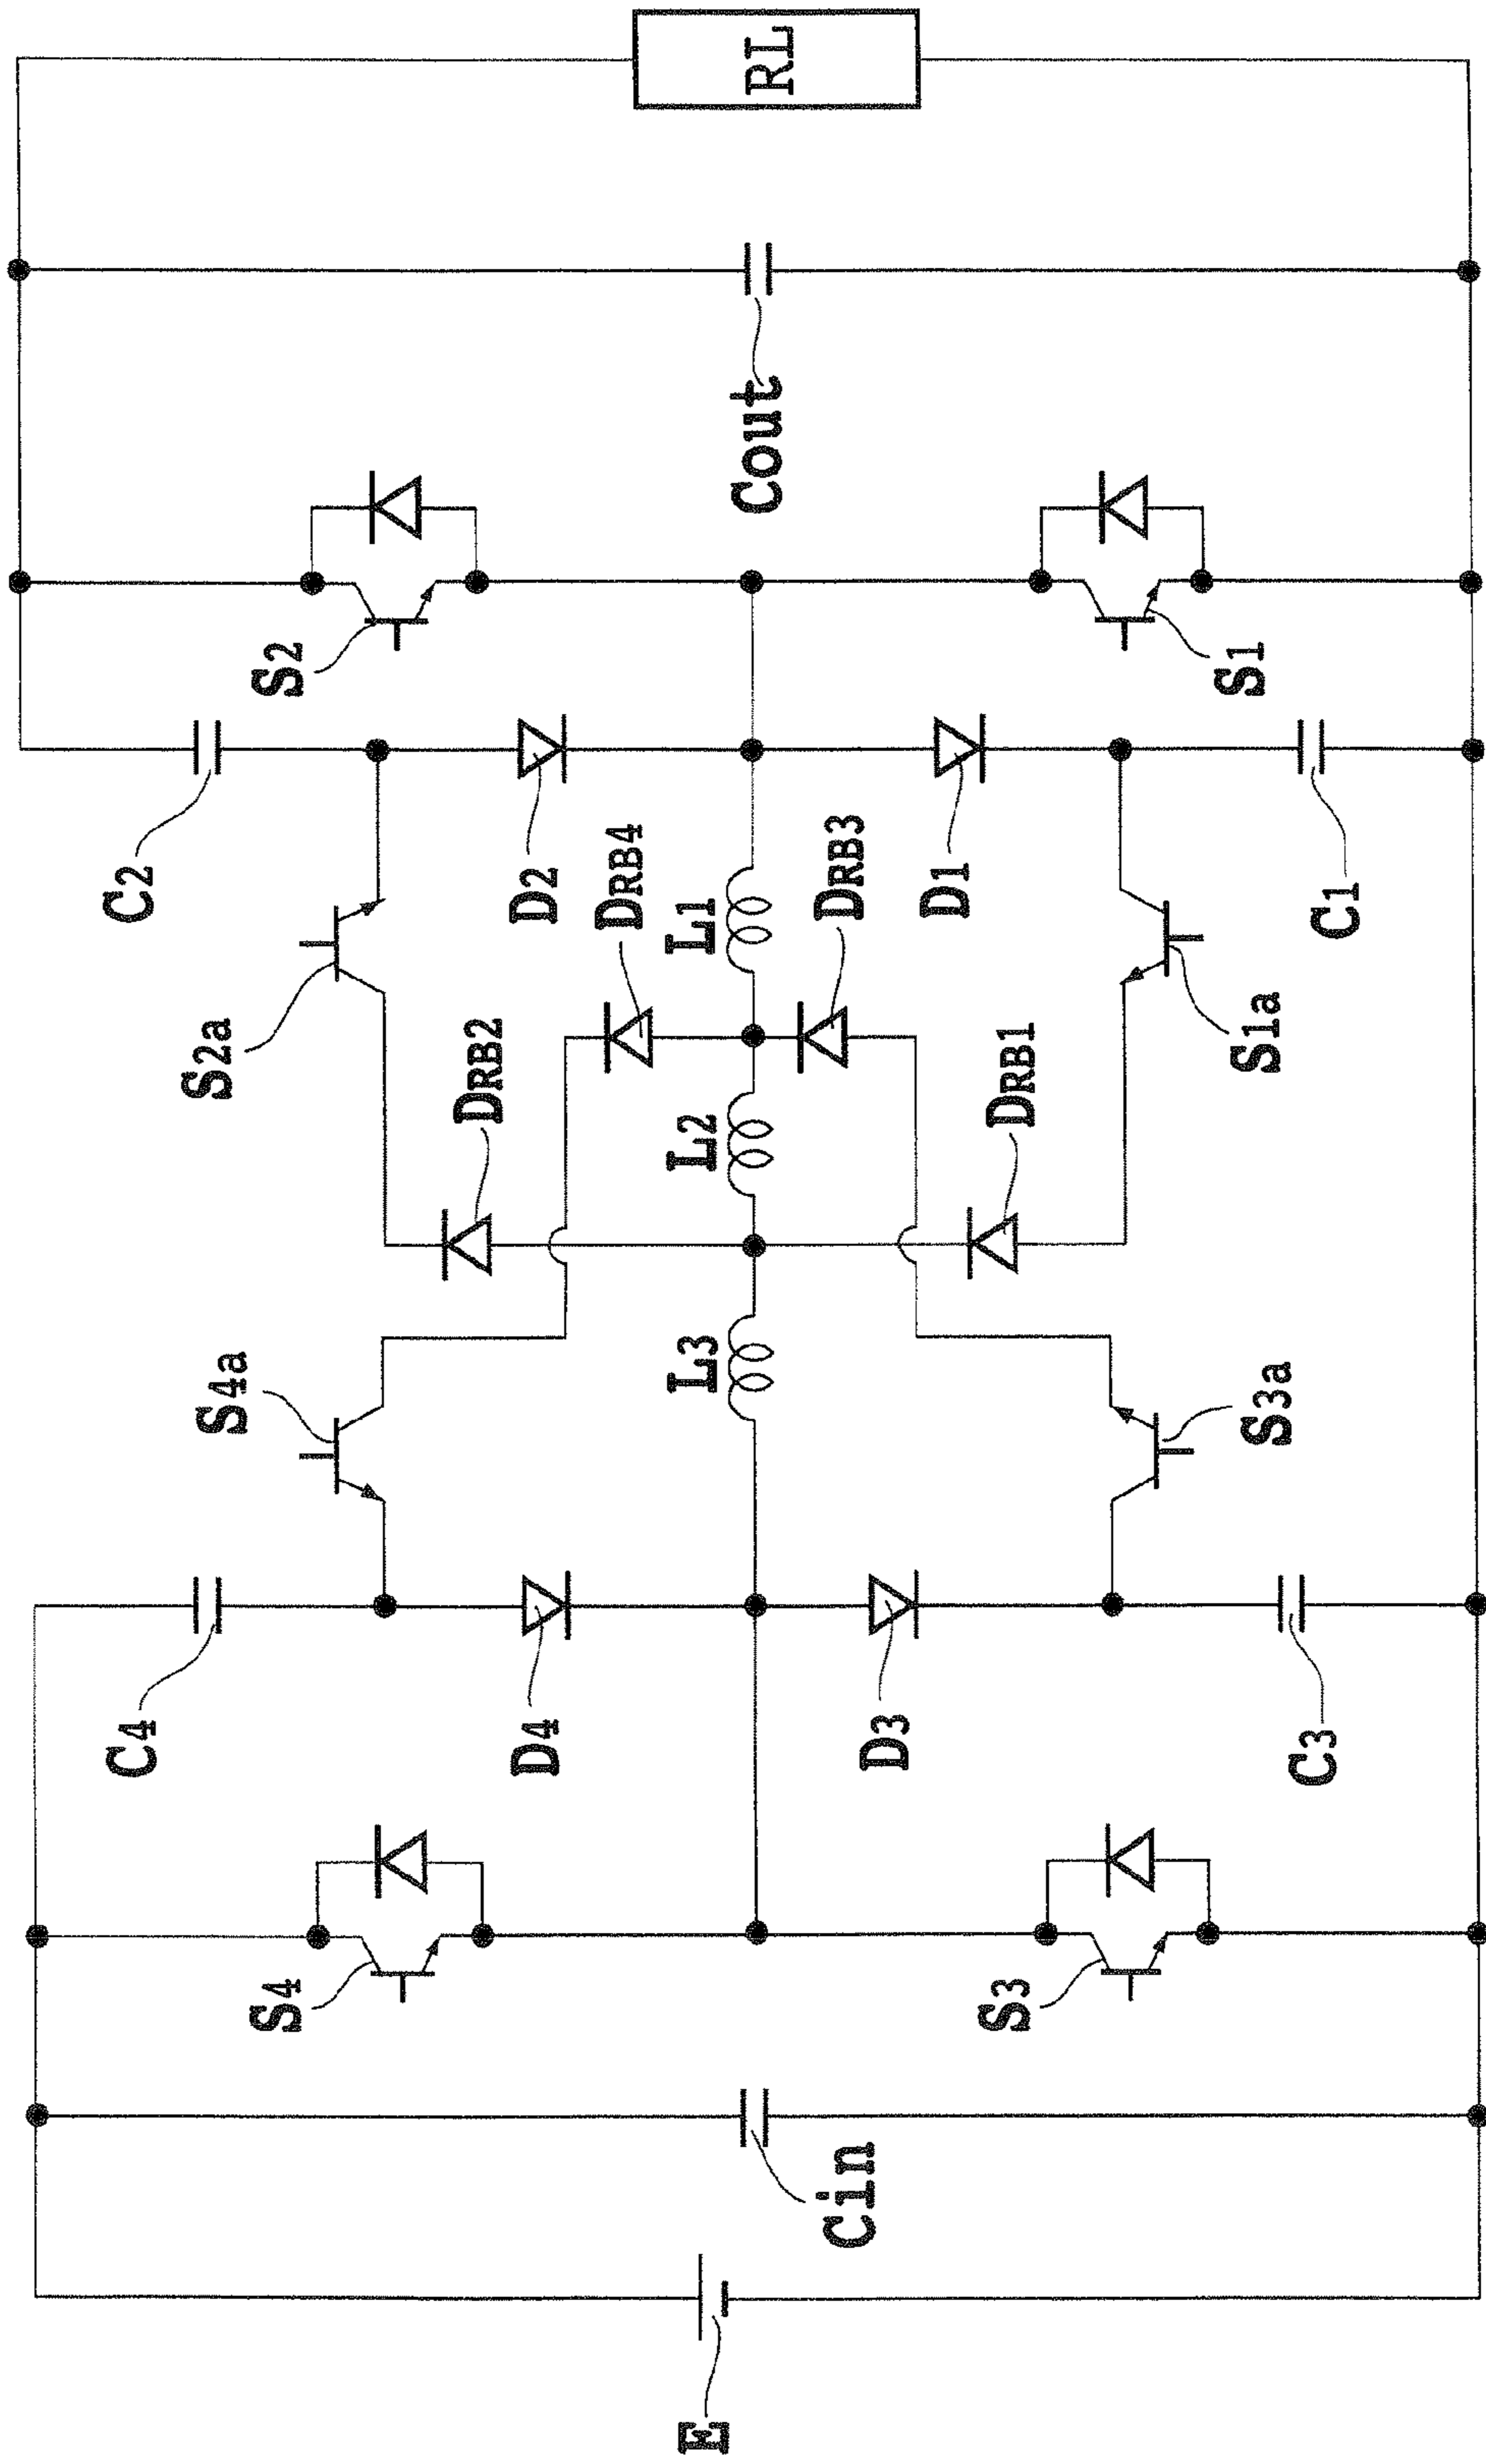 RL
Cout
S2
S1
C2
D2
DRB4
L1
DRB3
D1
C1
S2a
DRB2
L2
DRB1
S1a
S4a
L3
S3a
C4
D4
D3
C3
S4
S3
Cin
E